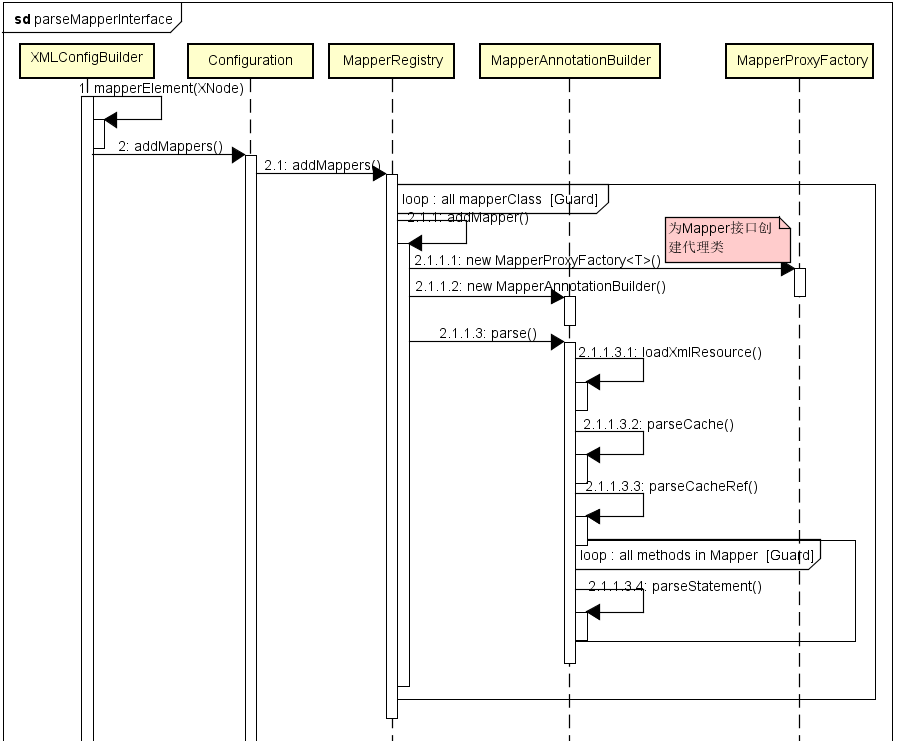 sd parseMapperInterface
XMLConfigBuilder
Configuration
MapperRegistry
MapperAnnotationBuilder
MapperProxyFactory
1: mapperElement(XNode)
2: addMappers()
2.1: addMappers()
loop : all mapperClass [Guard]
2.1.1: addMapper()
为Mapper接口创
建代理类
2.1.1.1: new MapperProxyFactory<T>()
2.1.1.2: new MapperAnnotationBuilder()
2.1.1.3: parse()
2.1.1.3.1: loadXmlResource()
2.1.1.3.2: parseCache()
2.1.1.3.3: parseCacheRef()
loop : all methods in Mapper [Guard]
2.1.1.3.4: parseStatement()